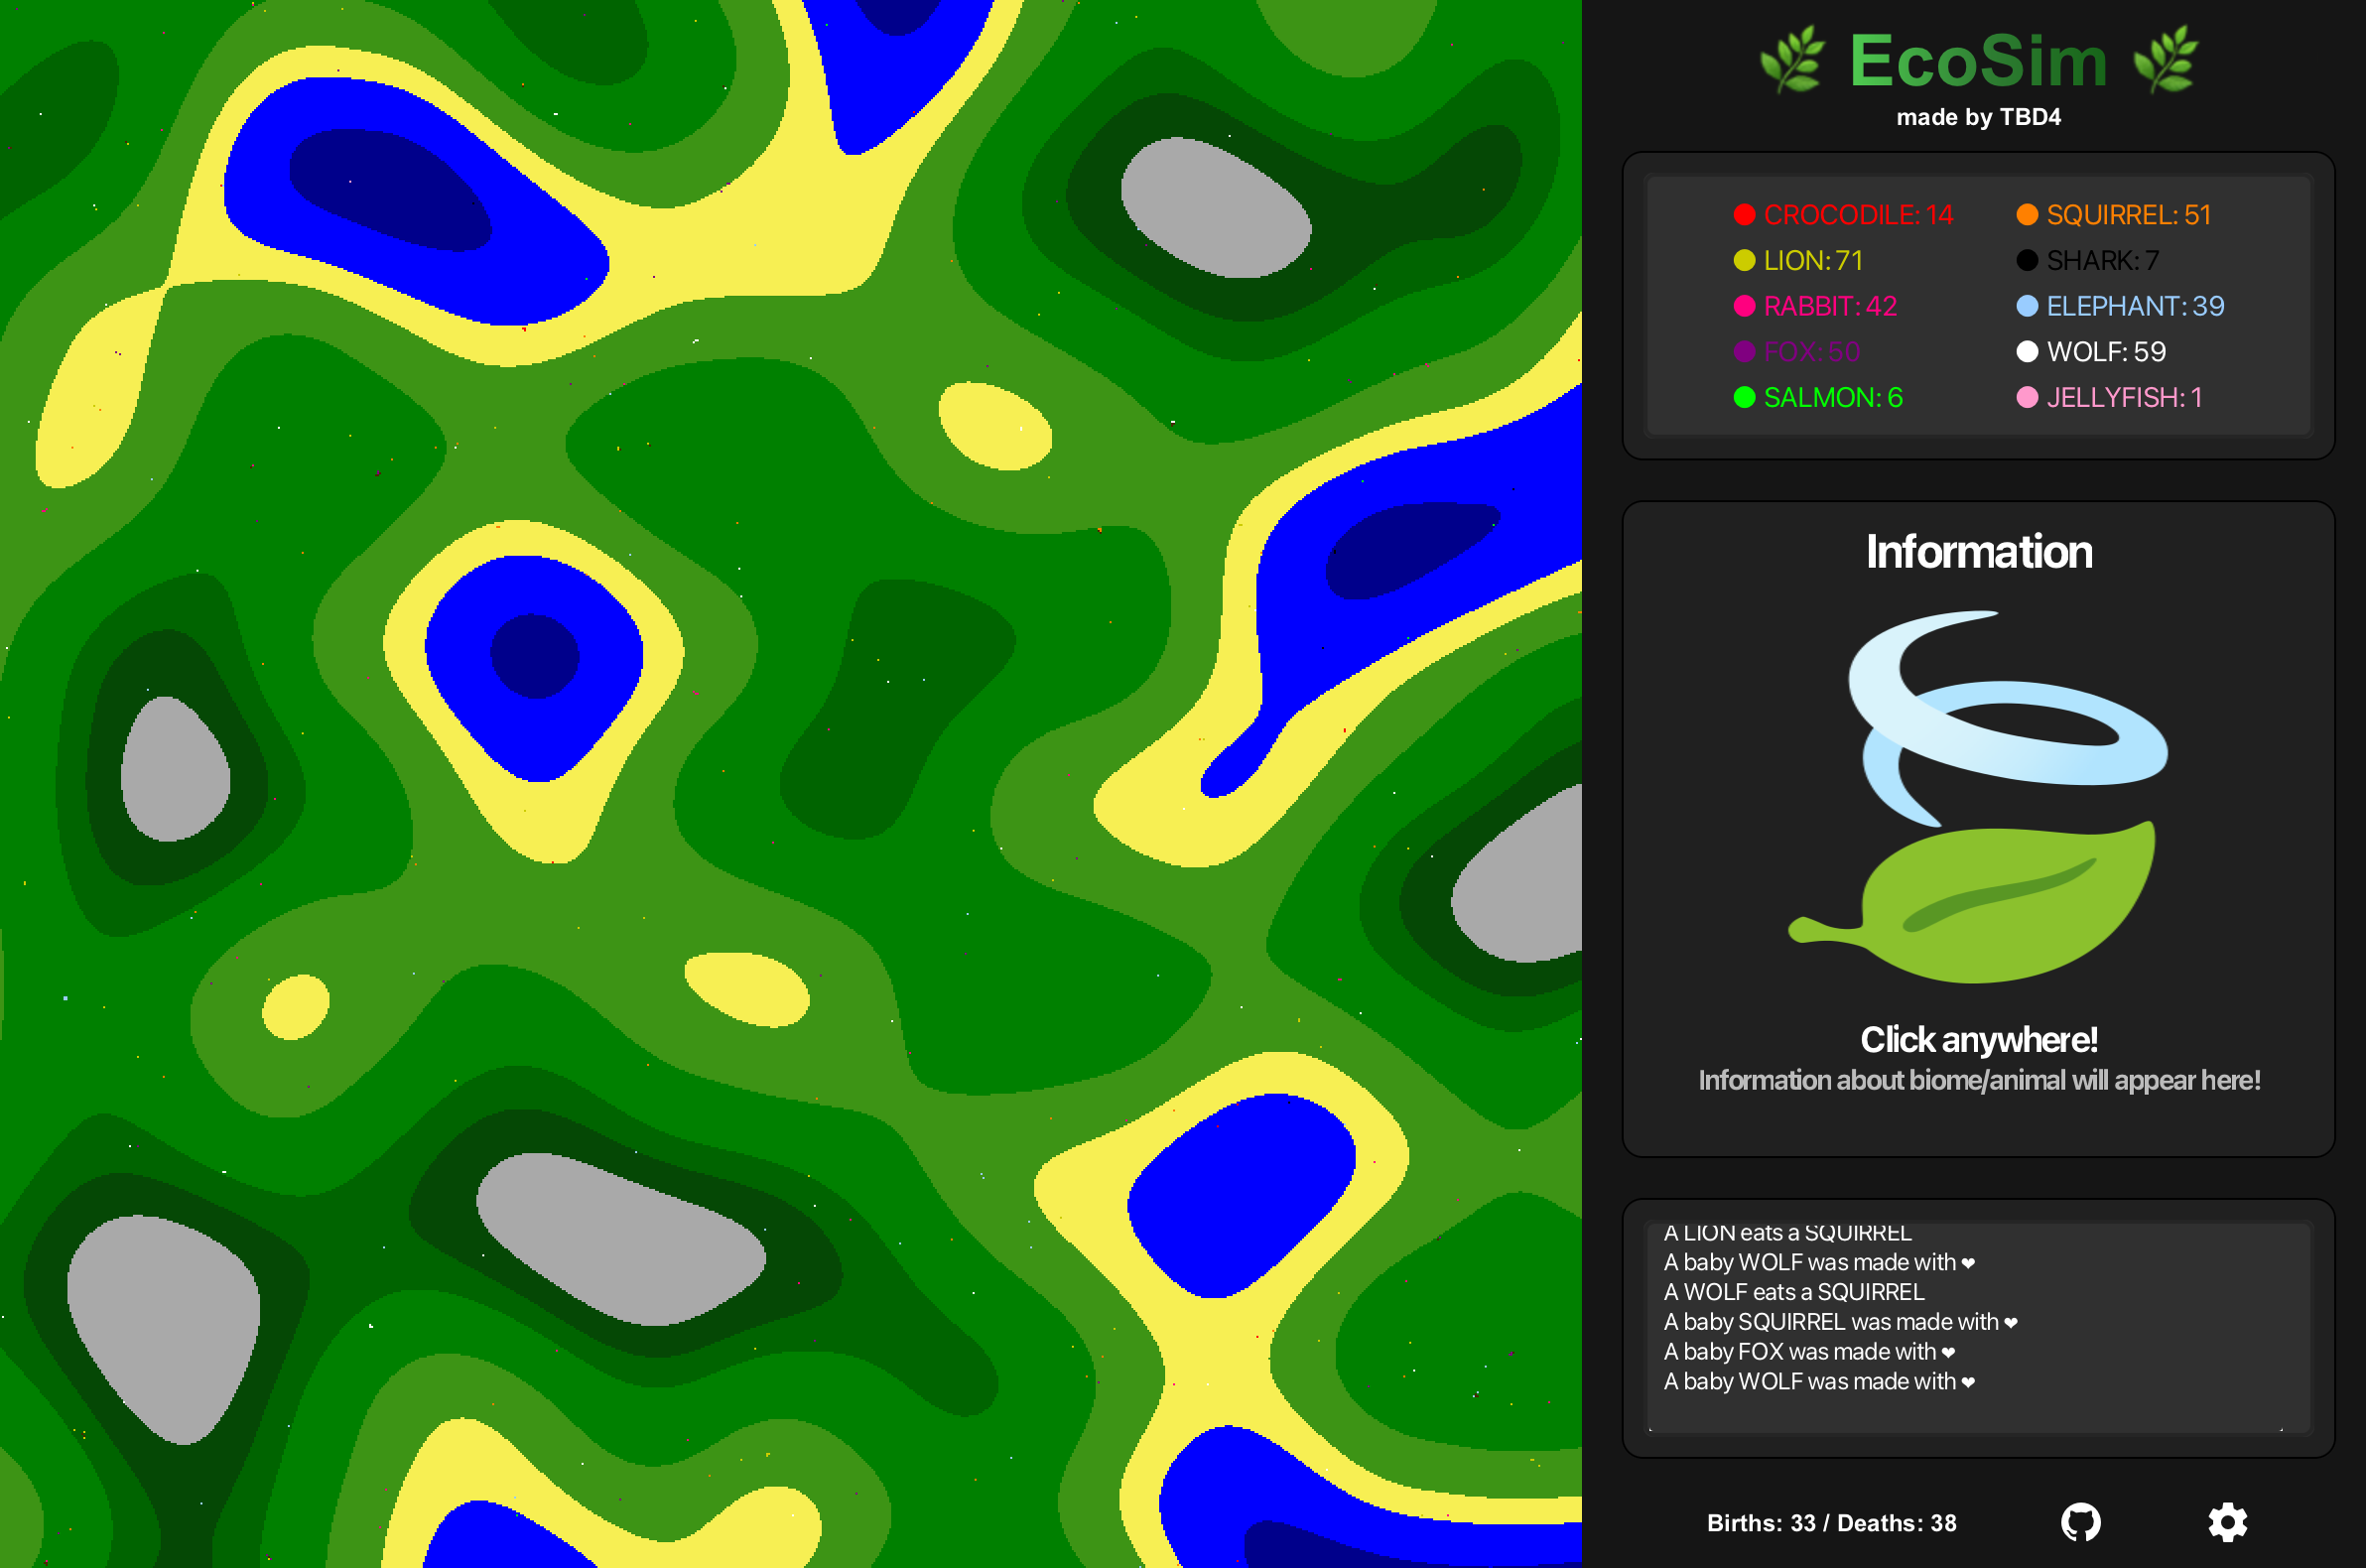 EcoSim
made by TBD4
CROCODILE: 14
SQUIRREL: 51
LION: 71
SHARK: 7
RABBIT: 42
ELEPHANT: 39
FOX: 50
WOLF: 59
SALMON: 6
JELLYFISH: 1
Information
Click anywhere!
Information about biome/animal will appear here!
A LION eats a SQUIRREL
A baby WOLF was made with ❤
A WOLF eats a SQUIRREL
A baby SQUIRREL was made with ❤
A baby FOX was made with ❤
A baby WOLF was made with ❤
Births: 33 / Deaths: 38